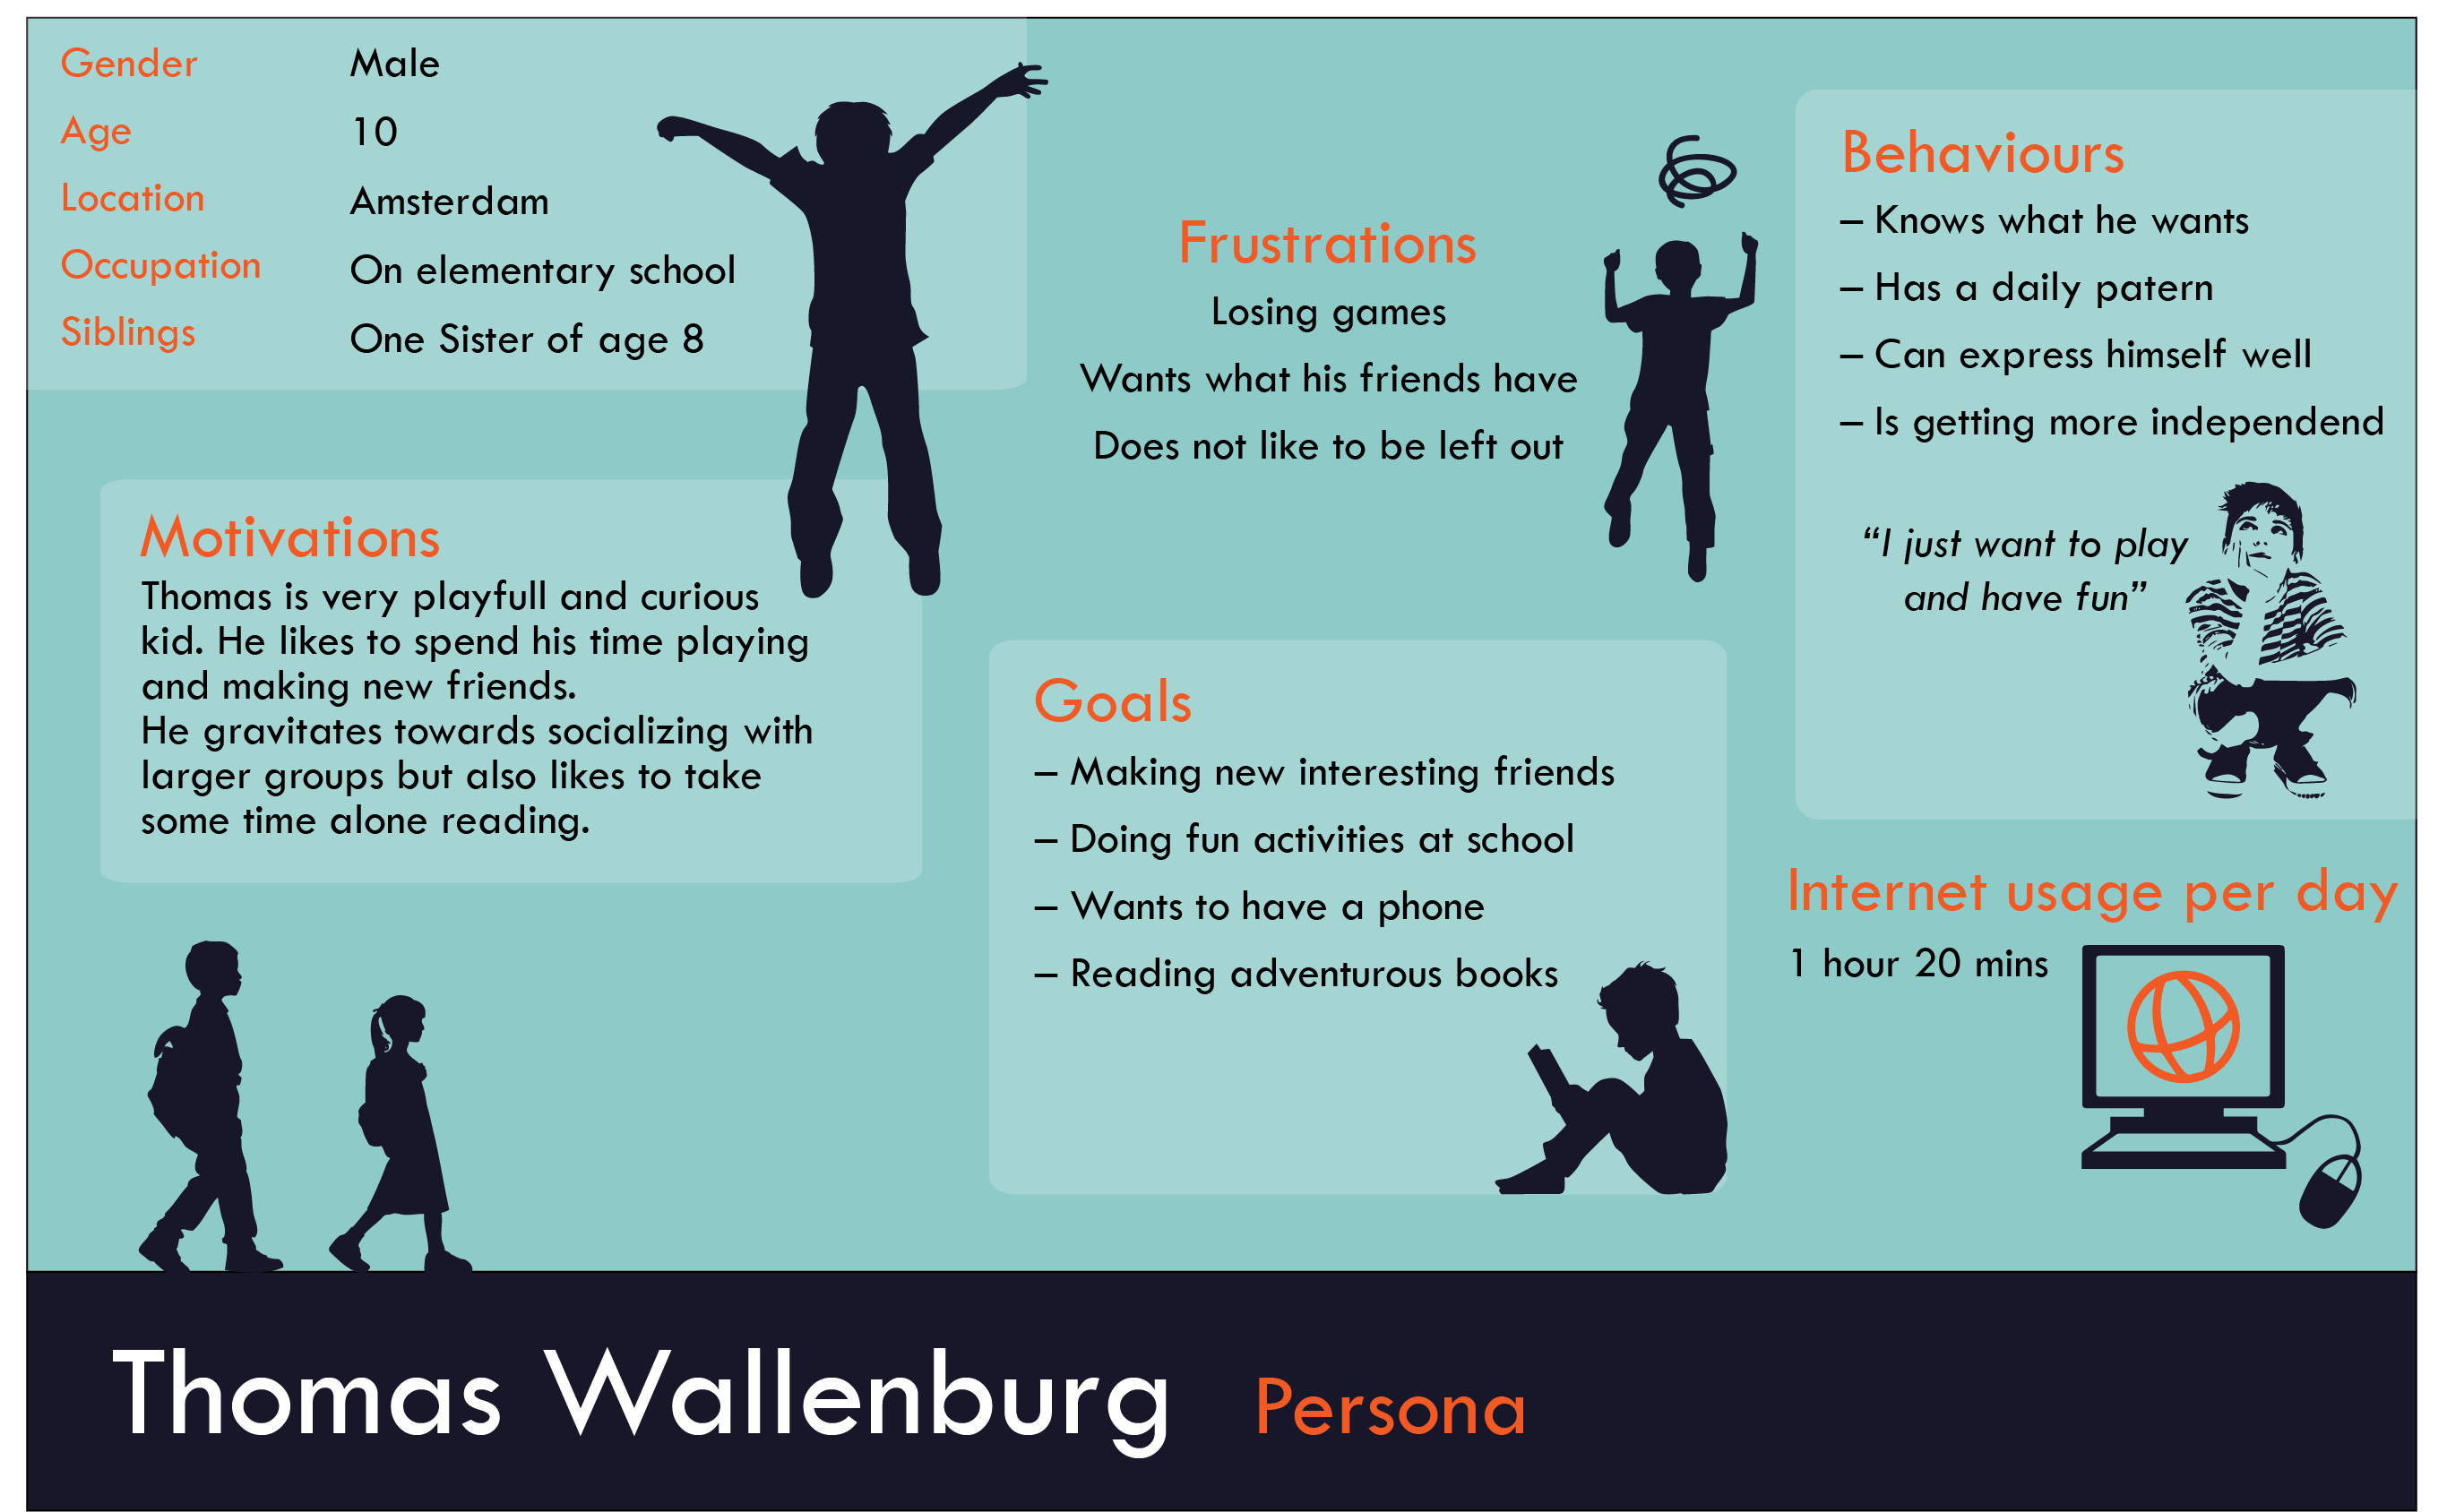 Gender Male
Age 10
Location Amsterdam
Occupation On elementary school
Siblings One Sister of age 8
Motivations
Thomas is very playfull and curious
kid. He likes to spend his time playing
and making new friends.
He gravitates towards socializing with
larger groups but also likes to take
some time alone reading.
Frustrations
Losing games
Wants what his friends have
Does not like to be left out
Goals
– Making new interesting friends
– Doing fun activities at school
– Wants to have a phone
– Reading adventurous books
Behaviours
– Knows what he wants
– Has a daily patern
– Can express himself well
– Is getting more independend
“I just want to play
and have fun”
Internet usage per day
1 hour 20 mins
Thomas Wallenburg Persona